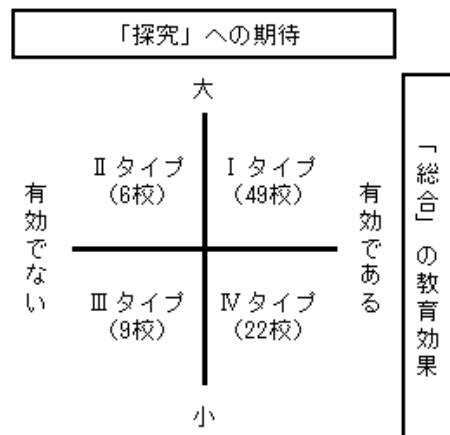 「探究」への期待
大
Ⅱタイプ
(6校)
Ⅰタイプ
(49校)
有効でない
有効である
「総合」の教育効果
Ⅲタイプ
(9校)
Ⅳタイプ
(22校)
小